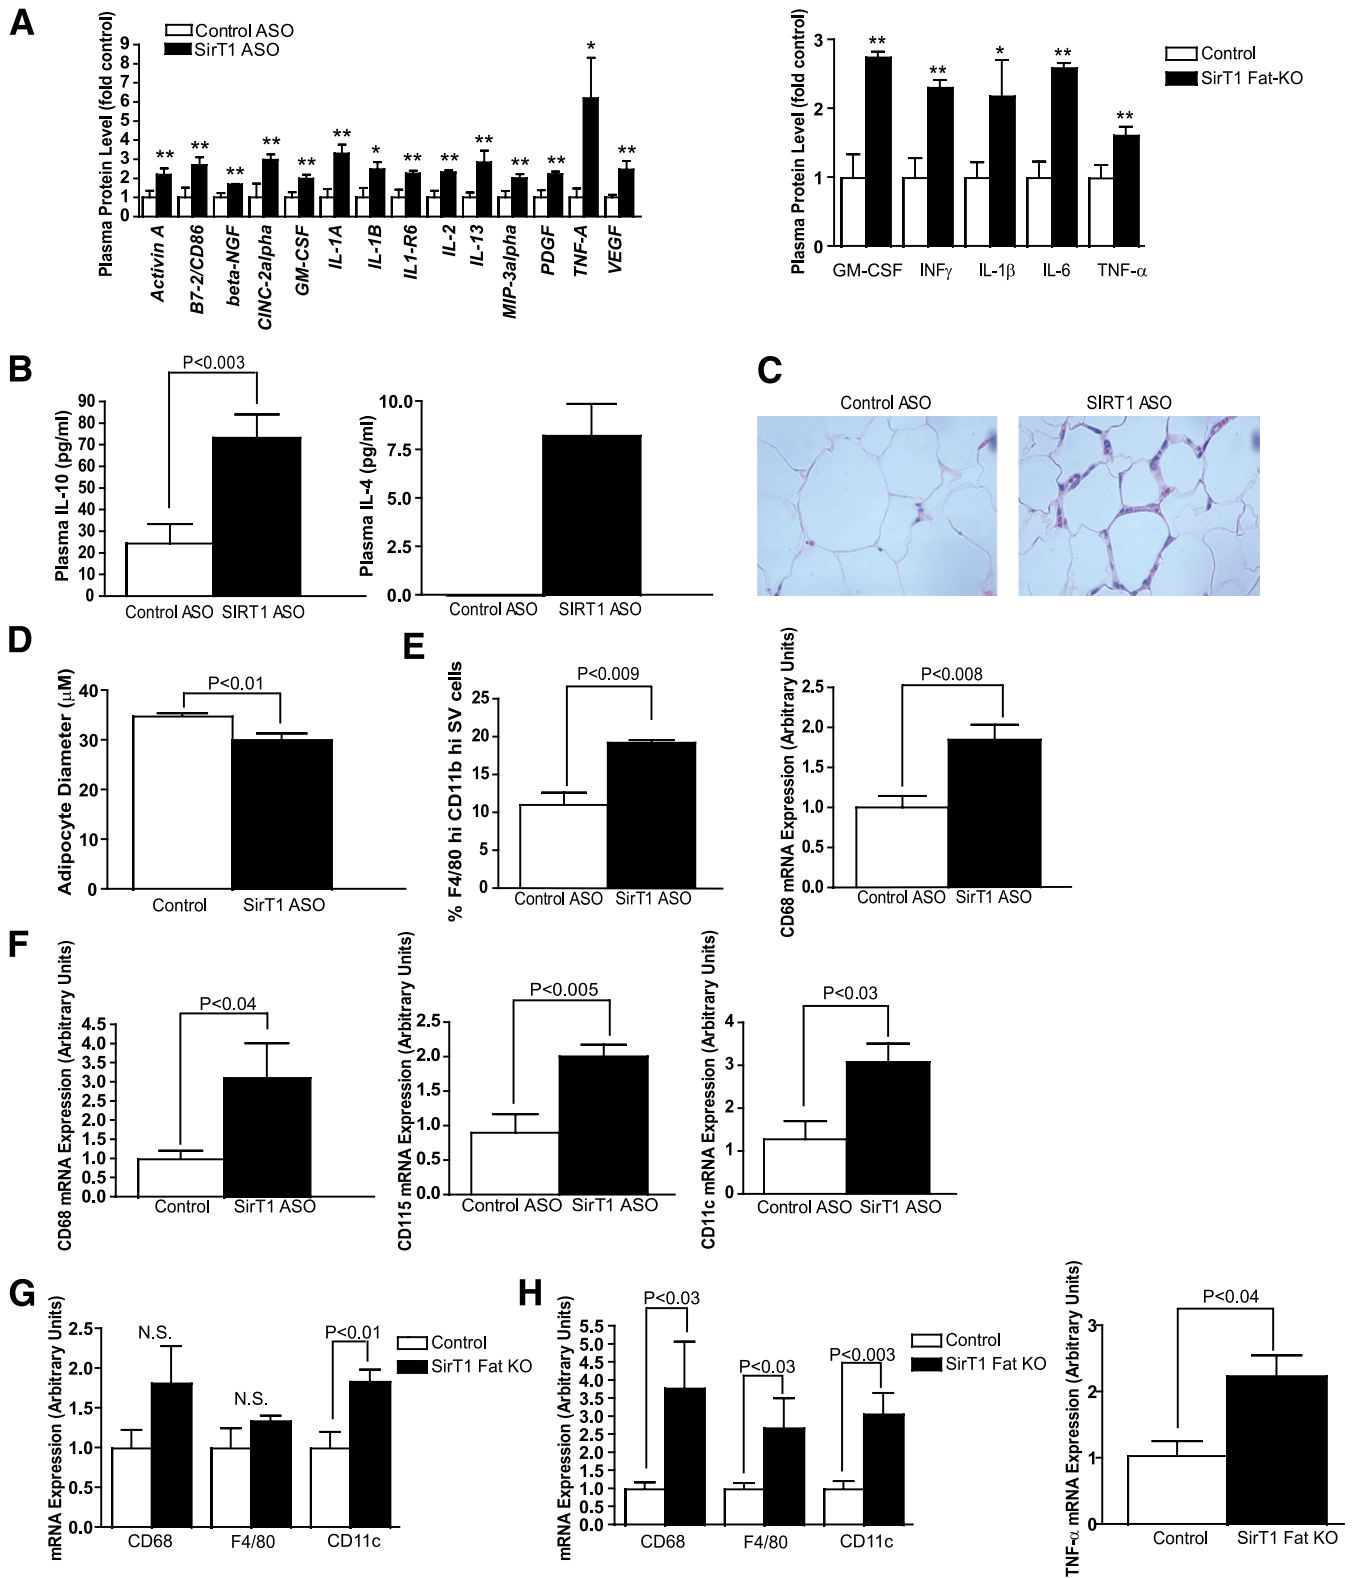 A
Control ASO
SirT1 ASO
Plasma Protein Level (fold control)
9
8
7
6
5
4
3
2
1
0
** ** ** ** ** ** * ** ** ** ** ** * **
Activin A
B7-2/CD86
beta-NGF
CINC-2alpha
GM-CSF
IL-1A
IL-1B
IL1-R6
IL-2
IL-13
MIP-3alpha
PDGF
TNF-A
VEGF
Plasma Protein Level (fold control)
3
2
1
0
** ** * ** **
Control
SirT1 Fat-KO
GM-CSF INFγ IL-1β IL-6 TNF-α
B
P<0.003
Plasma IL-10 (pg/ml)
90
80
70
60
50
40
30
20
10
0
Control ASO SIRT1 ASO
Plasma IL-4 (pg/ml)
10.0
7.5
5.0
2.5
0.0
Control ASO SIRT1 ASO
C
Control ASO SIRT1 ASO
D
P<0.01
Adipocyte Diameter (μM)
40
30
20
10
0
Control SirT1 ASO
E
P<0.009
% F4/80 hi CD11b hi SV cells
25
20
15
10
5
0
Control ASO SirT1 ASO
P<0.008
CD68 mRNA Expression (Arbitrary Units)
2.5
2.0
1.5
1.0
0.5
0.0
Control ASO SirT1 ASO
F
P<0.04
CD68 mRNA Expression (Arbitrary Units)
4.5
4.0
3.5
3.0
2.5
2.0
1.5
1.0
0.5
0.0
Control SirT1 ASO
P<0.005
CD115 mRNA Expression (Arbitrary Units)
2.5
2.0
1.5
1.0
0.5
0.0
Control ASO SirT1 ASO
P<0.03
CD11c mRNA Expression (Arbitrary Units)
4
3
2
1
0
Control ASO SirT1 ASO
G
mRNA Expression (Arbitrary Units)
2.5
2.0
1.5
1.0
0.5
0.0
N.S.
N.S.
P<0.01
Control
SirT1 Fat KO
CD68 F4/80 CD11c
H
mRNA Expression (Arbitrary Units)
5.5
5.0
4.5
4.0
3.5
3.0
2.5
2.0
1.5
1.0
0.5
0.0
P<0.03
P<0.03
P<0.003
Control
SirT1 Fat KO
CD68 F4/80 CD11c
P<0.04
TNF-α mRNA Expression (Arbitrary Units)
3
2
1
0
Control SirT1 Fat KO